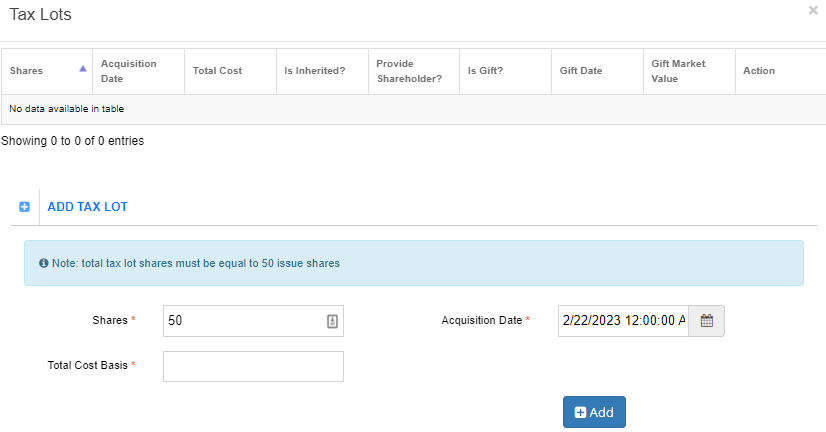 Tax Lots
×
Shares
Acquisition
Date
Total Cost
Is Inherited?
Provide
Shareholder?
Is Gift?
Gift Date
Gift Market
Value
Action
No data available in table
Showing 0 to 0 of 0 entries
ADD TAX LOT
Note: total tax lot shares must be equal to 50 issue shares
Shares *
50
Acquisition Date *
2/22/2023 12:00:00 A
Total Cost Basis *
Add